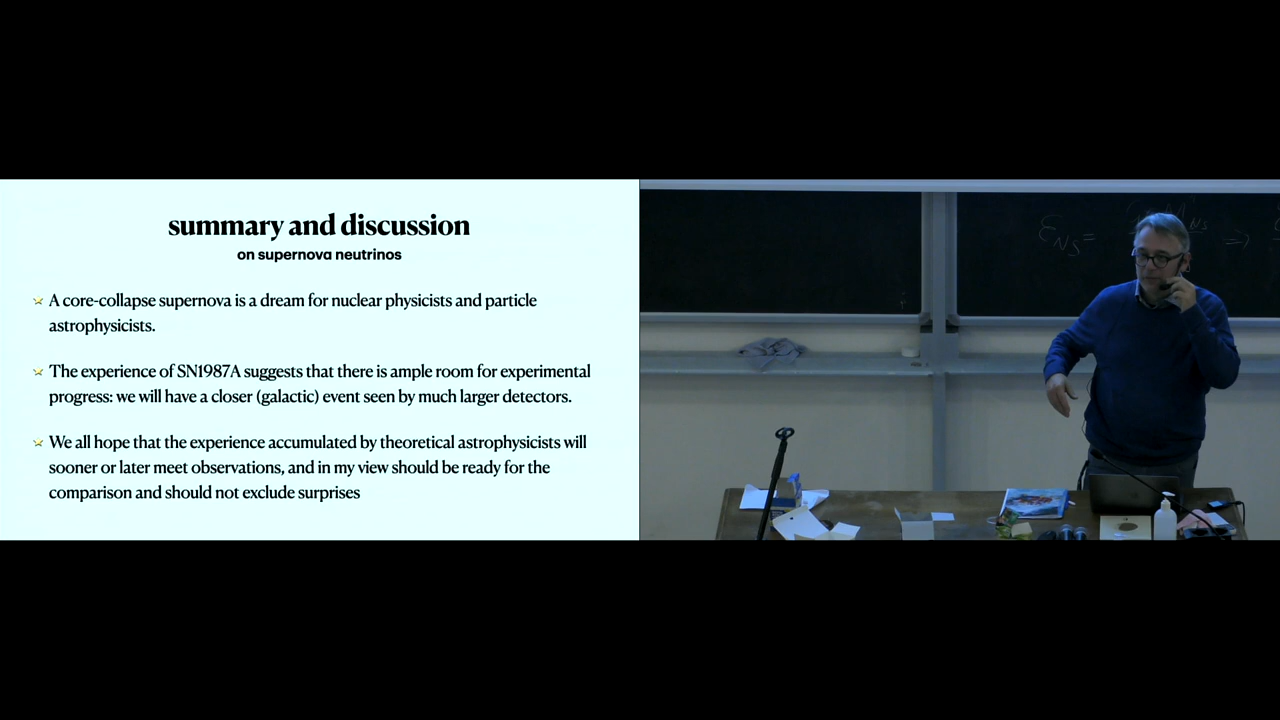 summary and discussion
on supernova neutrinos
A core-collapse supernova is a dream for nuclear physicists and particle
astrophysicists.
The experience of SN1987A suggests that there is ample room for experimental
progress: we will have a closer (galactic) event seen by much larger detectors.
We all hope that the experience accumulated by theoretical astrophysicists will
sooner or later meet observations, and in my view should be ready for the
comparison and should not exclude surprises
ℰNS = ⇒